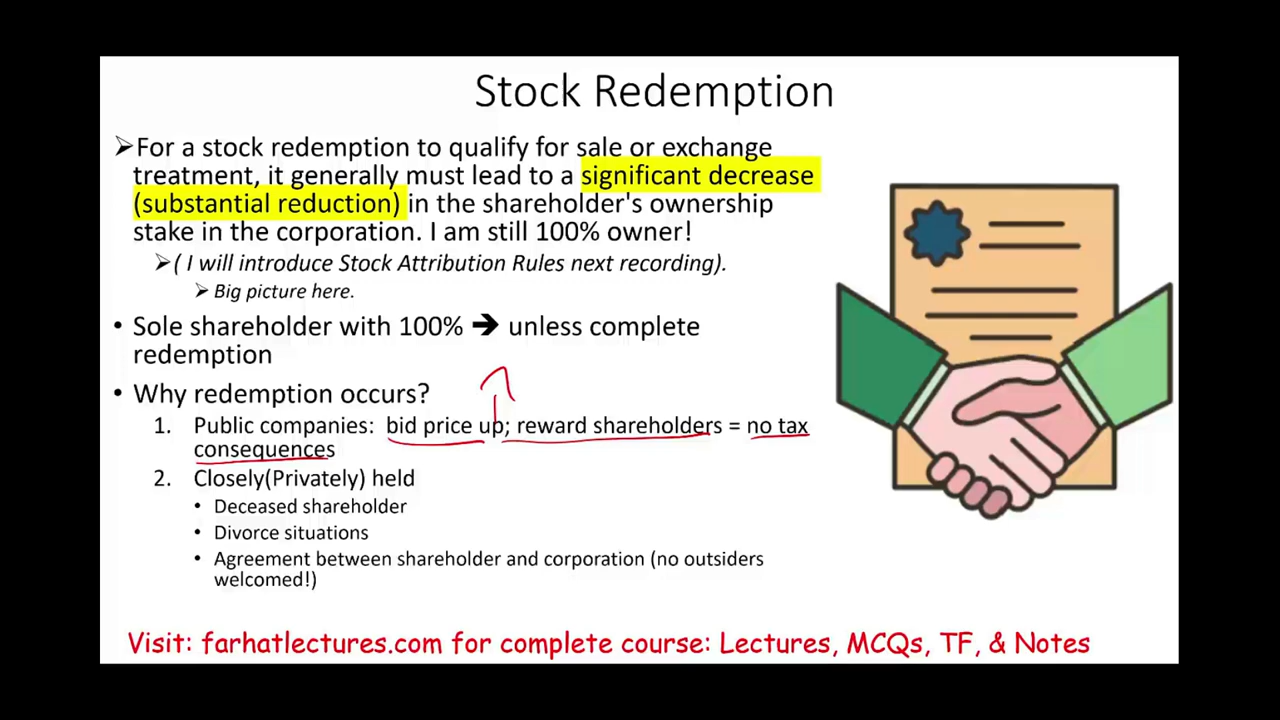 Stock Redemption
➢For a stock redemption to qualify for sale or exchange
treatment, it generally must lead to a significant decrease
(substantial reduction) in the shareholder's ownership
stake in the corporation. I am still 100% owner!
➢( I will introduce Stock Attribution Rules next recording).
➢ Big picture here.
• Sole shareholder with 100% ➔ unless complete
redemption
• Why redemption occurs?
1. Public companies: bid price up; reward shareholders = no tax
consequences
2. Closely(Privately) held
• Deceased shareholder
• Divorce situations
• Agreement between shareholder and corporation (no outsiders
welcomed!)
Visit: farhatlectures.com for complete course: Lectures, MCQs, TF, & Notes